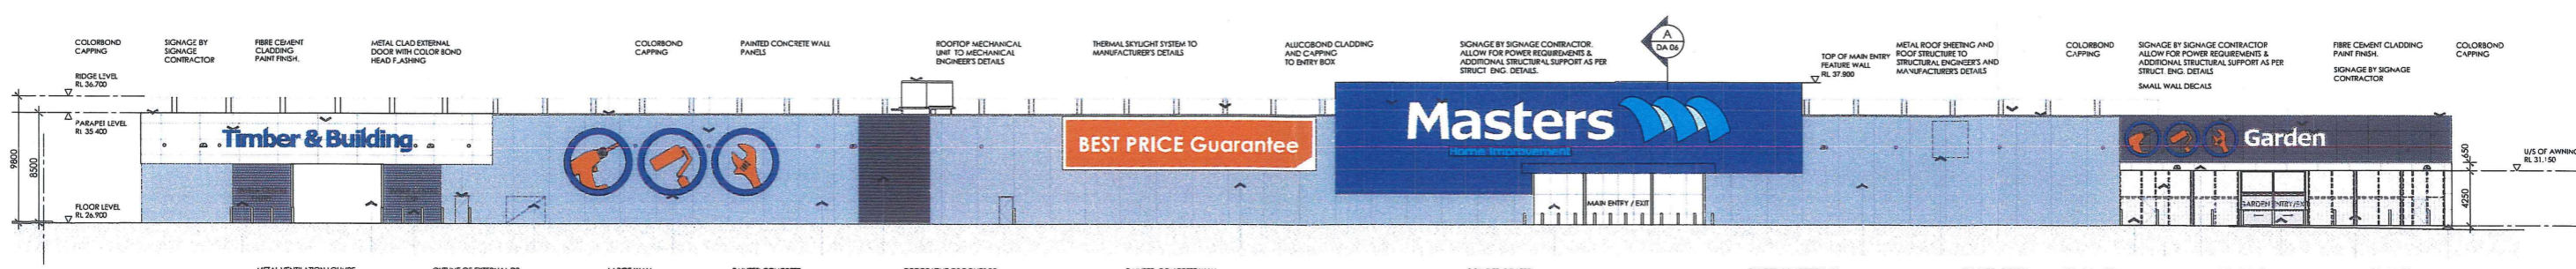 COLORBOND
CAPPING
SIGNAGE BY
SIGNAGE
CONTRACTOR
FIBRE CEMENT
CLADDING
PAINT FINISH.
METAL CLAD EXTERNAL
DOOR WITH COLOR BOND
HEAD FLASHING
COLORBOND
CAPPING
PAINTED CONCRETE WALL
PANELS
ROOFTOP MECHANICAL
UNIT TO MECHANICAL
ENGINEER'S DETAILS
THERMAL SKYLIGHT SYSTEM TO
MANUFACTURER'S DETAILS
ALUCOBOND CLADDING
AND CAPPING
TO ENTRY BOX
SIGNAGE BY SIGNAGE CONTRACTOR.
ALLOW FOR POWER REQUIREMENTS &
ADDITIONAL STRUCTURAL SUPPORT AS PER
STRUCT. ENG. DETAILS.
A
DA 06
TOP OF MAIN ENTRY
FEATURE WALL
RL 37.900
METAL ROOF SHEETING AND
ROOF STRUCTURE TO
STRUCTURAL ENGINEER'S AND
MANUFACTURER'S DETAILS
COLORBOND
CAPPING
SIGNAGE BY SIGNAGE CONTRACTOR
ALLOW FOR POWER REQUIREMENTS &
ADDITIONAL STRUCTURAL SUPPORT AS PER
STRUCT. ENG. DETAILS
SMALL WALL DECALS
FIBRE CEMENT CLADDING
PAINT FINISH.
SIGNAGE BY SIGNAGE
CONTRACTOR
COLORBOND
CAPPING
RIDGE LEVEL
RL 36.700
PARAPET LEVEL
RL 35.400
9800
8500
FLOOR LEVEL
RL 26.900
Timber & Building
BEST PRICE Guarantee
Masters
Home Improvement
MAIN ENTRY / EXIT
Garden
GARDEN ENTRY/EXIT
1650
4250
U/S OF AWNING
RL 31.150